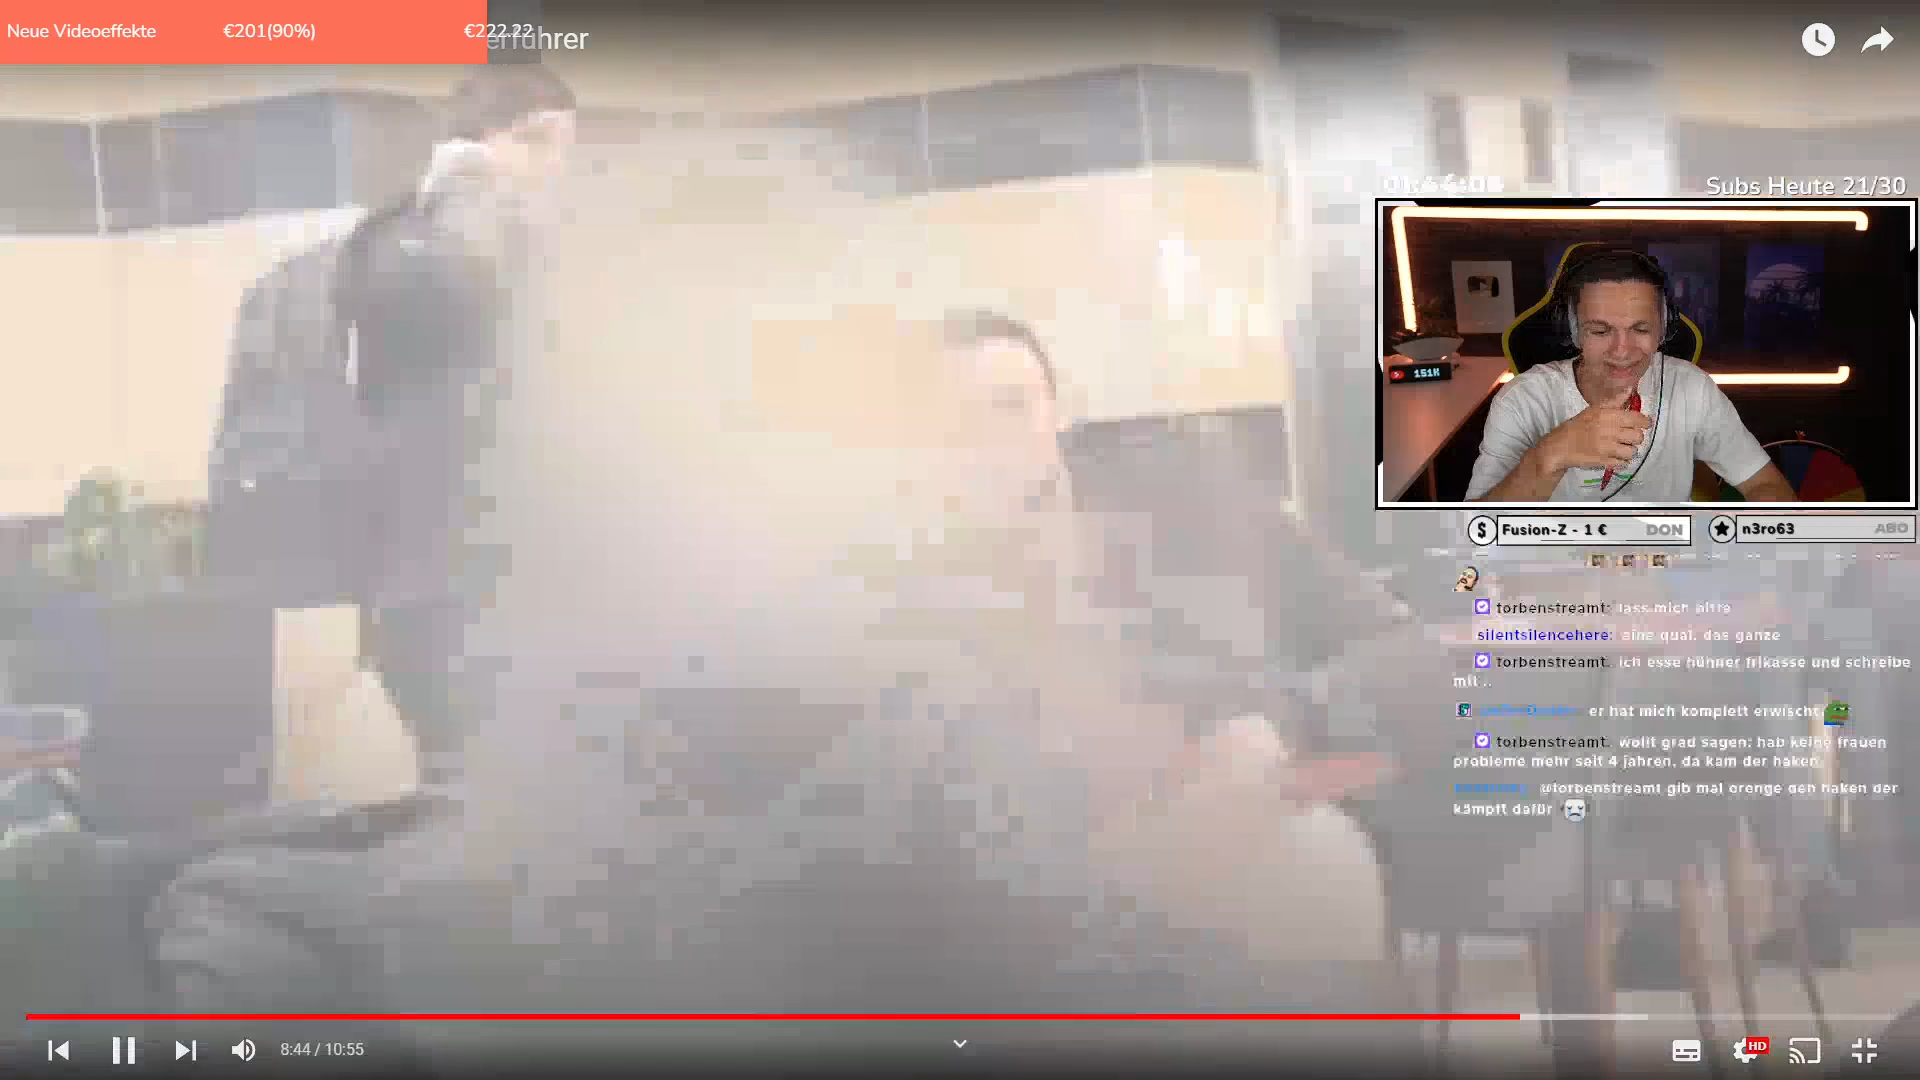 Neue Videoeffekte €201(90%) €222.22
erführer
Subs Heute 21/30
151K
Fusion-Z - 1 € DON
n3ro63 ABO
torbenstreamt: lass mich bitte
silentsilencehere: eine qual. das ganze
torbenstreamt: ich esse hühner frikasse und schreibe
mit ..
er hat mich komplett erwischt
torbenstreamt: wollt grad sagen: hab keine frauen
probleme mehr seit 4 jahren, da kam der haken
@torbenstreamt gib mal orenge den haken der
kämpft dafür
8:44 / 10:55
HD